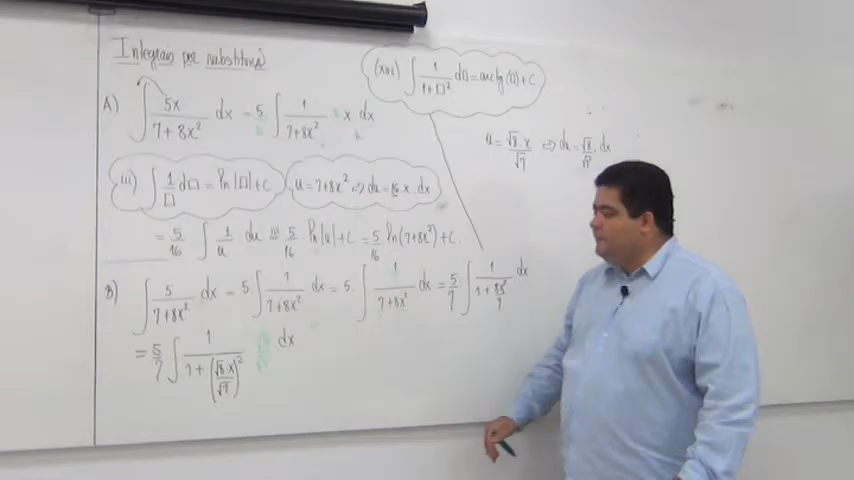 Integrais por substituição
(xvi) ∫ 1/(1+□²) d□ = arctg(□) + C
A) ∫ 5x/(7+8x²) dx = 5 ∫ 1/(7+8x²) x dx
u = √8·x/√7 ⇒ du = √8/√7 · dx
iii) ∫ 1/□ d□ = ln|□| + C
u = 7+8x² ⇒ du = 16·x·dx
= 5/16 ∫ 1/u · du = 5/16 · ln|u| + C = 5/16 ln(7+8x²) + C.
B) ∫ 5/(7+8x²) dx = 5 ∫ 1/(7+8x²) dx = 5· ∫ 1/(7+8x²) dx = 5/7 ∫ 1/(1+8x²/7) dx
= 5/7 ∫ 1/(1+(√8·x/√7)²) dx